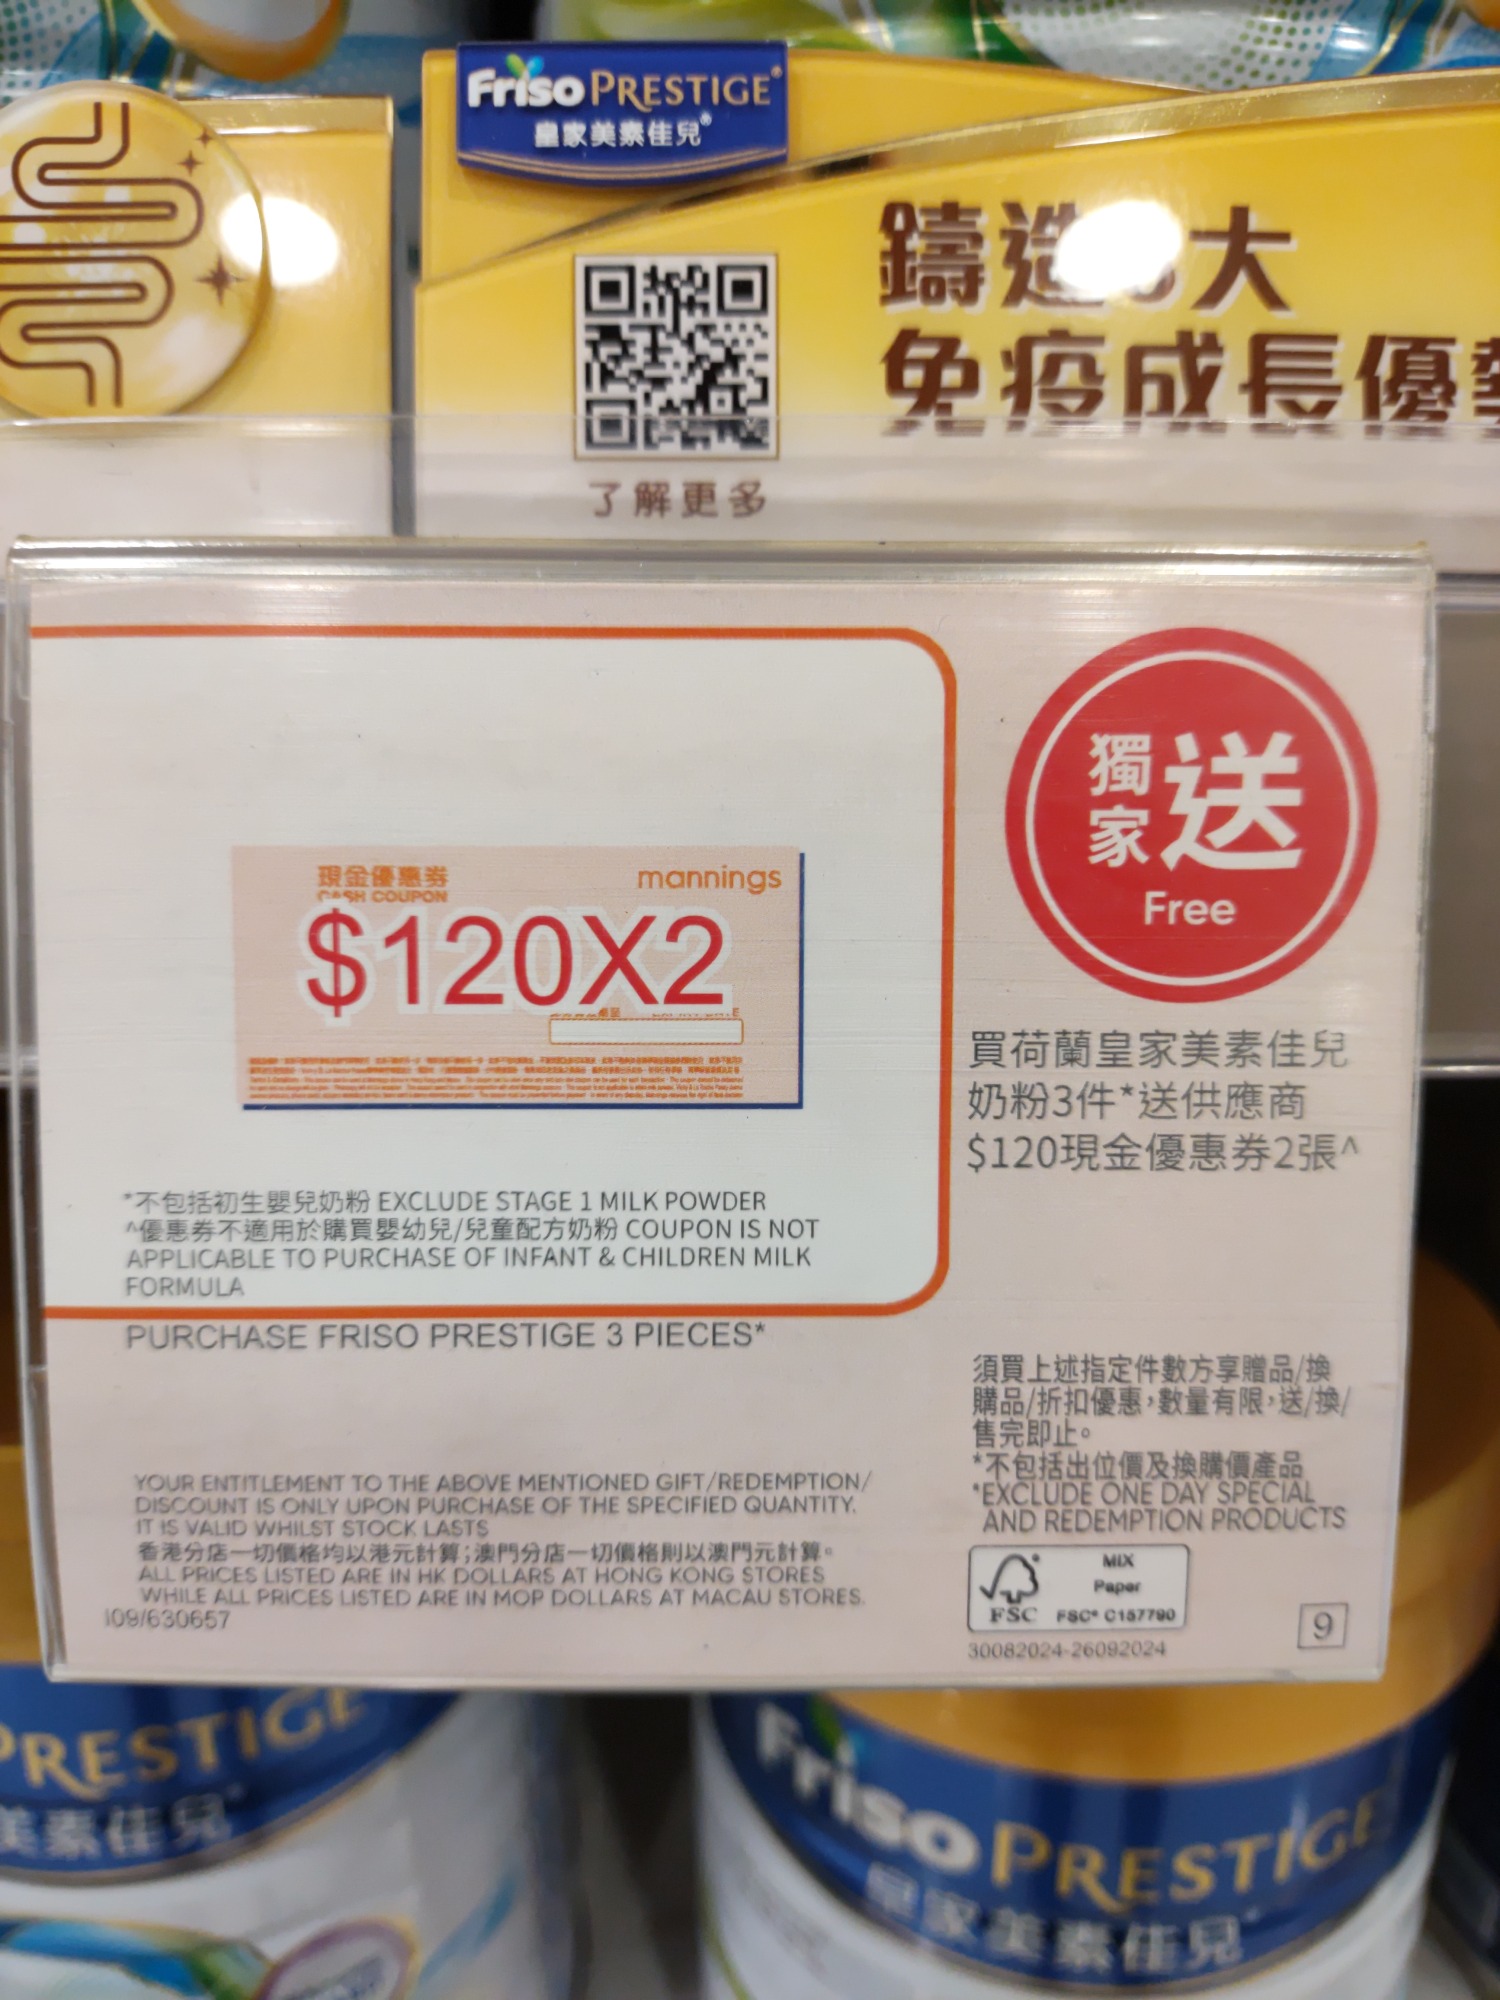 Friso PRESTIGE®
皇家美素佳兒®
鑄造 大
免疫成長優勢
了解更多
獨家送
Free
現金優惠券
CASH COUPON
mannings
$120X2
買荷蘭皇家美素佳兒
奶粉3件*送供應商
$120現金優惠券2張^
*不包括初生嬰兒奶粉 EXCLUDE STAGE 1 MILK POWDER
^優惠券不適用於購買嬰幼兒/兒童配方奶粉 COUPON IS NOT
APPLICABLE TO PURCHASE OF INFANT & CHILDREN MILK
FORMULA
PURCHASE FRISO PRESTIGE 3 PIECES*
須買上述指定件數方享贈品/換
購品/折扣優惠，數量有限，送/換/
售完即止。
*不包括出位價及換購價產品
*EXCLUDE ONE DAY SPECIAL
AND REDEMPTION PRODUCTS
YOUR ENTITLEMENT TO THE ABOVE MENTIONED GIFT/REDEMPTION/
DISCOUNT IS ONLY UPON PURCHASE OF THE SPECIFIED QUANTITY.
IT IS VALID WHILST STOCK LASTS
香港分店一切價格均以港元計算；澳門分店一切價格則以澳門元計算。
ALL PRICES LISTED ARE IN HK DOLLARS AT HONG KONG STORES
WHILE ALL PRICES LISTED ARE IN MOP DOLLARS AT MACAU STORES.
I09/630657
FSC
MIX
Paper
FSC® C157790
30082024-26092024
9
PRESTIGE
美素佳兒
Friso PRESTIGE
皇家美素佳兒